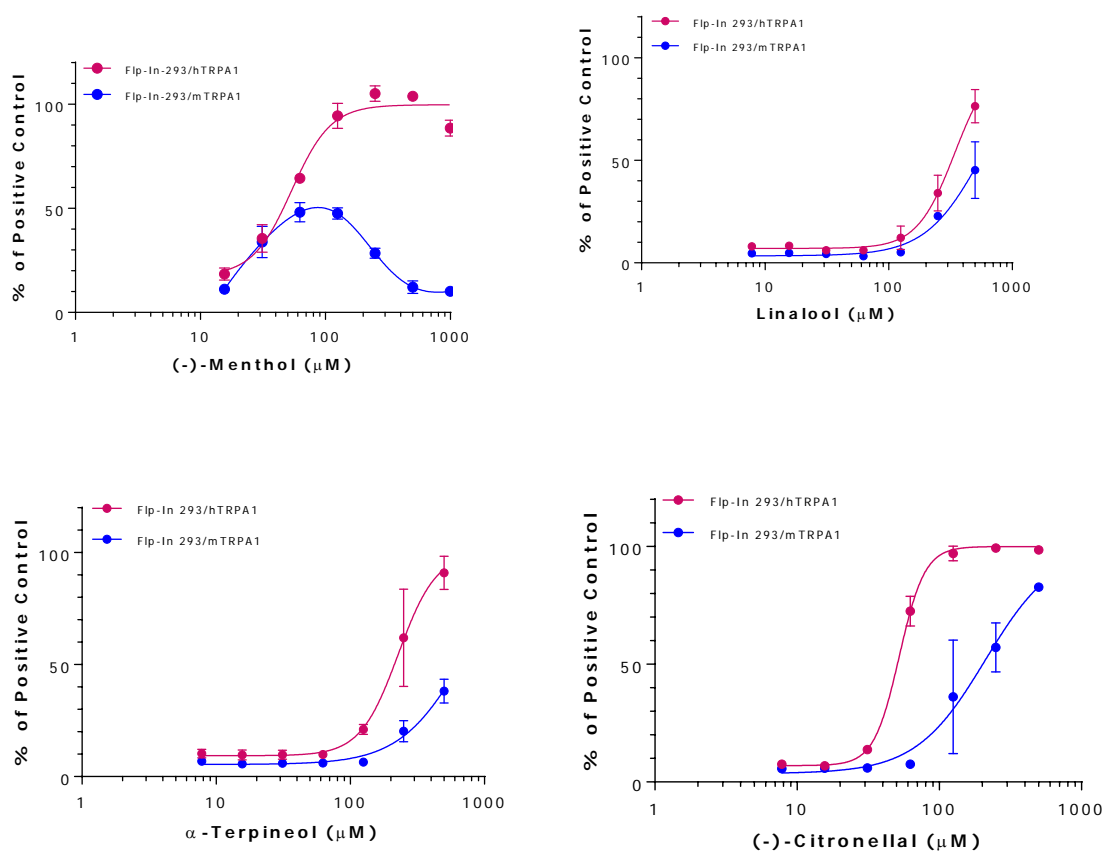 Flp-In-293/hTRPA1
Flp-In-293/mTRPA1
% of Positive Control
100
50
0
1 10 100 1000
(-)-Menthol (μM)
Flp-In 293/hTRPA1
Flp-In 293/mTRPA1
% of Positive Control
100
50
0
1 10 100 1000
Linalool (μM)
Flp-In 293/hTRPA1
Flp-In 293/mTRPA1
% of Positive Control
100
50
0
1 10 100 1000
α-Terpineol (μM)
Flp-In 293/hTRPA1
Flp-In 293/mTRPA1
% of Positive Control
100
50
0
1 10 100 1000
(-)-Citronellal (μM)